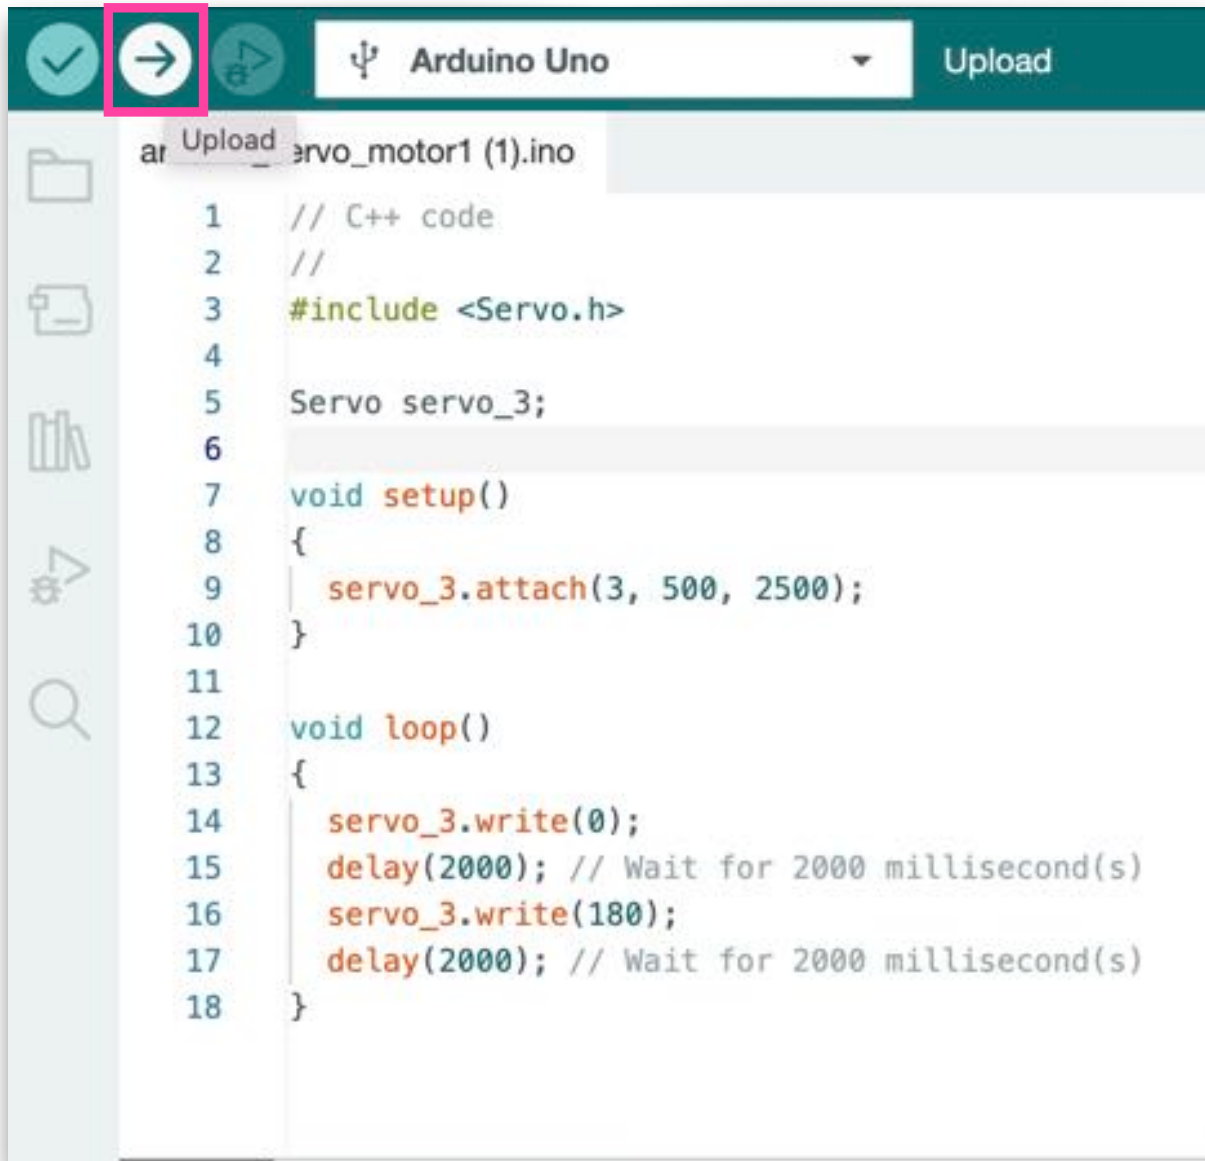 Arduino Uno
Upload
Upload
ar ervo_motor1 (1).ino
1 // C++ code
2 //
3 #include <Servo.h>
4
5 Servo servo_3;
6
7 void setup()
8 {
9 servo_3.attach(3, 500, 2500);
10 }
11
12 void loop()
13 {
14 servo_3.write(0);
15 delay(2000); // Wait for 2000 millisecond(s)
16 servo_3.write(180);
17 delay(2000); // Wait for 2000 millisecond(s)
18 }